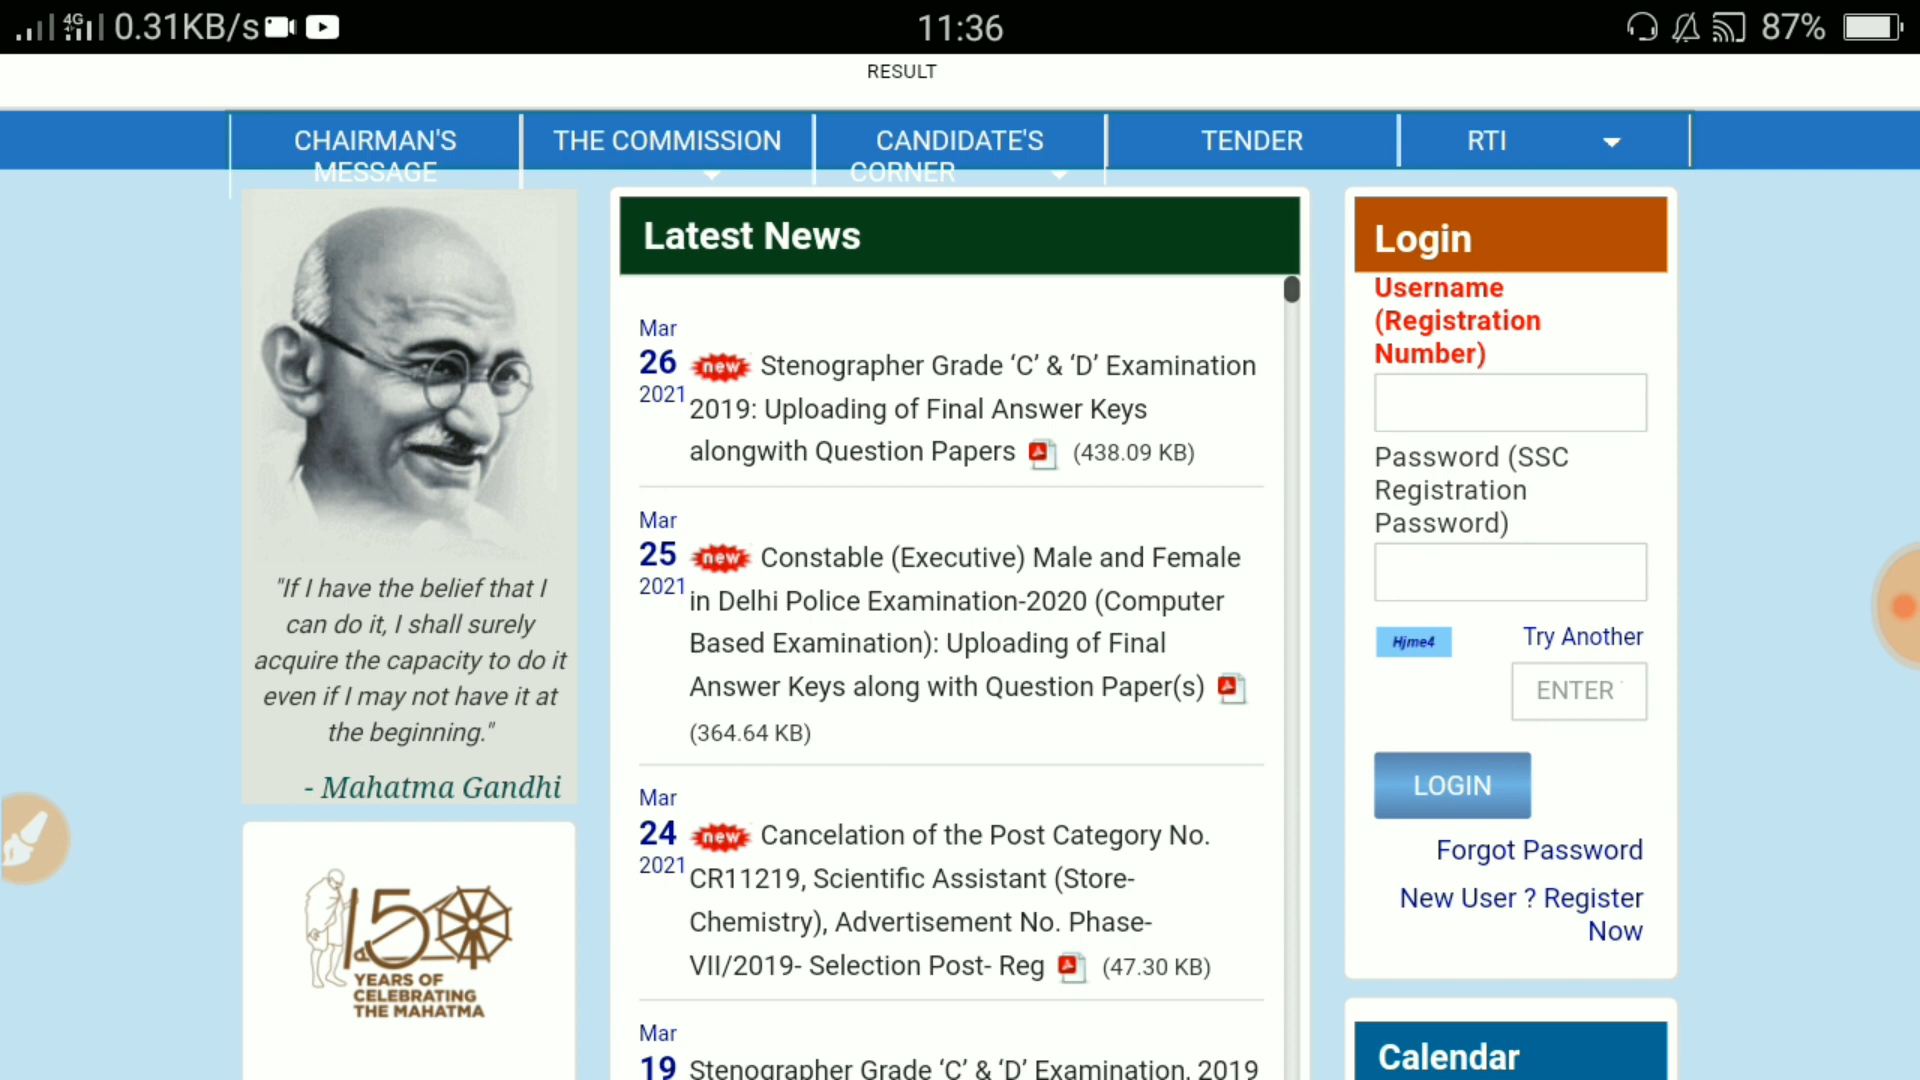 4G 0.31KB/s 11:36 87%
RESULT
CHAIRMAN'S
MESSAGE
THE COMMISSION
CANDIDATE'S
CORNER
TENDER
RTI
"If I have the belief that I
can do it, I shall surely
acquire the capacity to do it
even if I may not have it at
the beginning."
- Mahatma Gandhi
150
YEARS OF
CELEBRATING
THE MAHATMA
Latest News
Mar
26
2021
new Stenographer Grade ‘C’ & ‘D’ Examination
2019: Uploading of Final Answer Keys
alongwith Question Papers (438.09 KB)
Mar
25
2021
new Constable (Executive) Male and Female
in Delhi Police Examination-2020 (Computer
Based Examination): Uploading of Final
Answer Keys along with Question Paper(s)
(364.64 KB)
Mar
24
2021
new Cancelation of the Post Category No.
CR11219, Scientific Assistant (Store-
Chemistry), Advertisement No. Phase-
VII/2019- Selection Post- Reg (47.30 KB)
Mar
19 Stenographer Grade ‘C’ & ‘D’ Examination, 2019
Login
Username
(Registration
Number)
Password (SSC
Registration
Password)
Hjme4
Try Another
ENTER
LOGIN
Forgot Password
New User ? Register
Now
Calendar